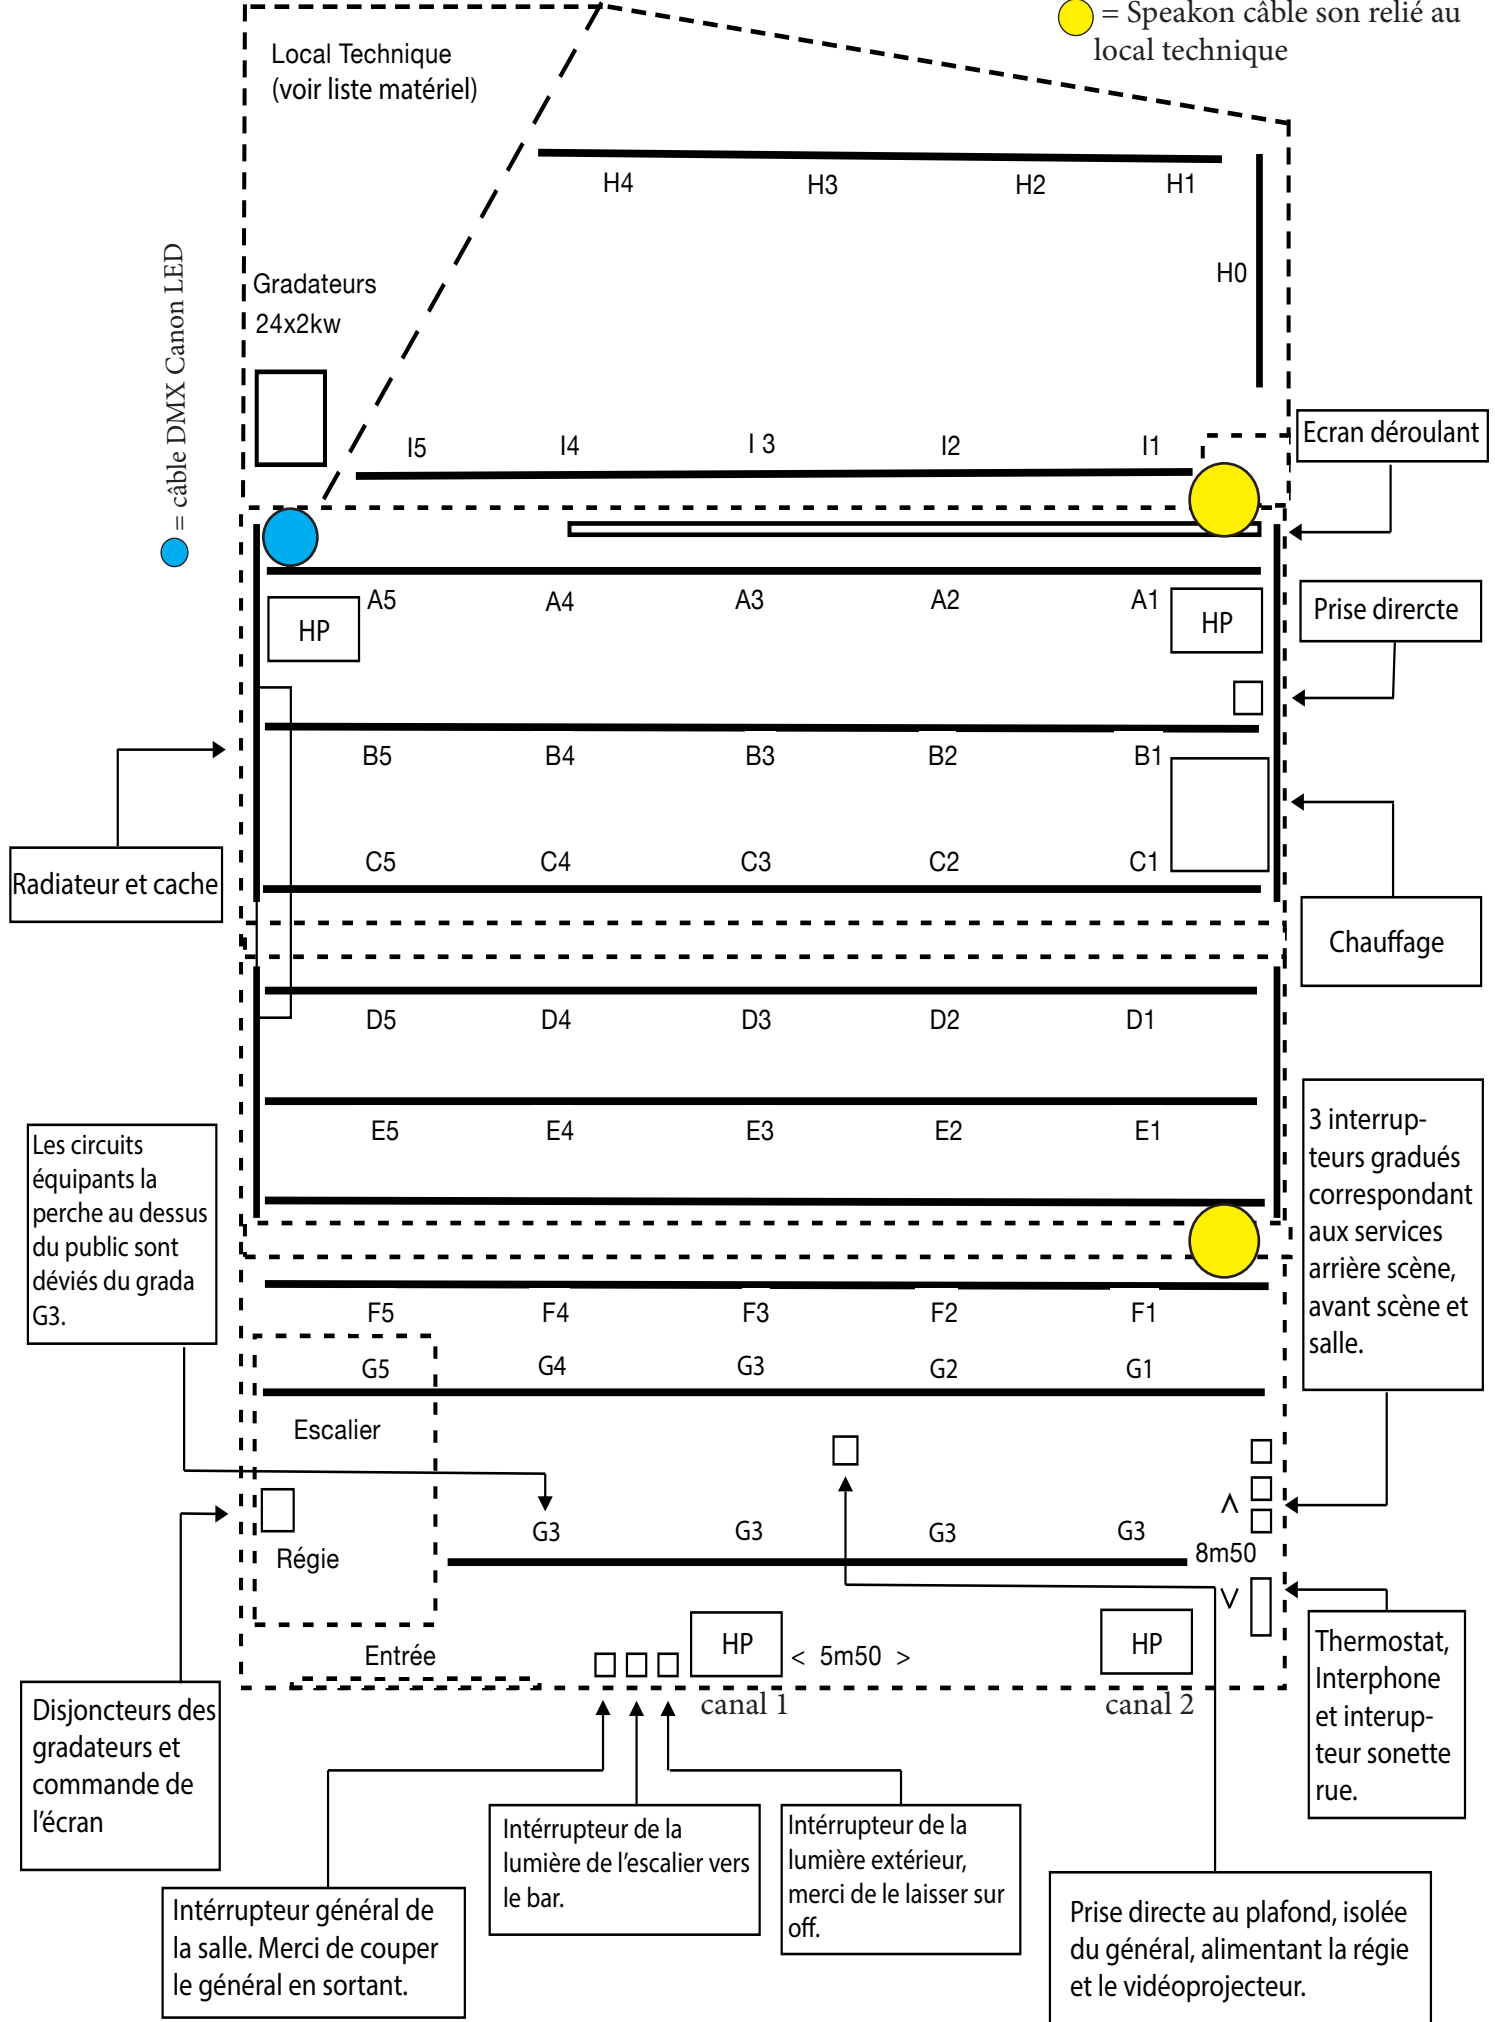 = Speakon câble son relié au
local technique
Local Technique
(voir liste matériel)
H4 H3 H2 H1
H0
= câble DMX Canon LED
Gradateurs
24x2kw
I5 I4 I 3 I2 I1
Ecran déroulant
A5 A4 A3 A2 A1
HP
HP
Prise dirercte
B5 B4 B3 B2 B1
C5 C4 C3 C2 C1
Radiateur et cache
Chauffage
D5 D4 D3 D2 D1
E5 E4 E3 E2 E1
Les circuits
équipants la
perche au dessus
du public sont
déviés du grada
G3.
3 interrup-
teurs gradués
correspondant
aux services
arrière scène,
avant scène et
salle.
F5 F4 F3 F2 F1
G5 G4 G3 G2 G1
Escalier
Régie
G3 G3 G3 G3
<
8m50
>
Entrée
HP
< 5m50 >
HP
canal 1
canal 2
Thermostat,
Interphone
et interup-
teur sonette
rue.
Disjoncteurs des
gradateurs et
commande de
l'écran
Intérrupteur général de
la salle. Merci de couper
le général en sortant.
Intérrupteur de la
lumière de l'escalier vers
le bar.
Intérrupteur de la
lumière extérieur,
merci de le laisser sur
off.
Prise directe au plafond, isolée
du général, alimentant la régie
et le vidéoprojecteur.